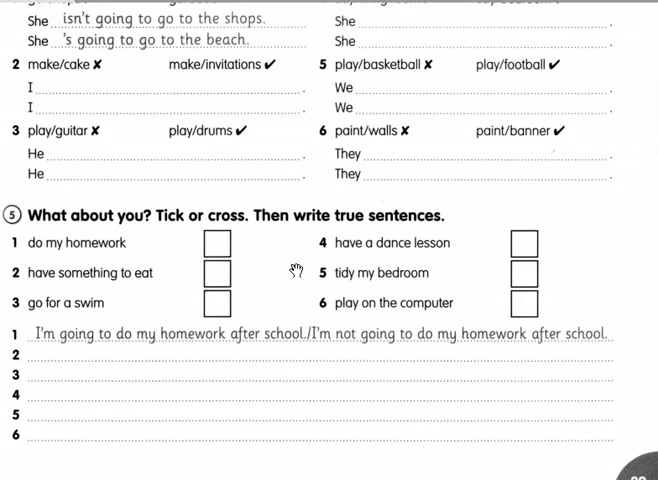 She isn't going to go to the shops. She .
She 's going to go to the beach. She .
2 make/cake ✗ make/invitations ✔ 5 play/basketball ✗ play/football ✔
I . We .
I . We .
3 play/guitar ✗ play/drums ✔ 6 paint/walls ✗ paint/banner ✔
He . They .
He . They .
5 What about you? Tick or cross. Then write true sentences.
1 do my homework 4 have a dance lesson
2 have something to eat 5 tidy my bedroom
3 go for a swim 6 play on the computer
1 I'm going to do my homework after school./I'm not going to do my homework after school.
2
3
4
5
6